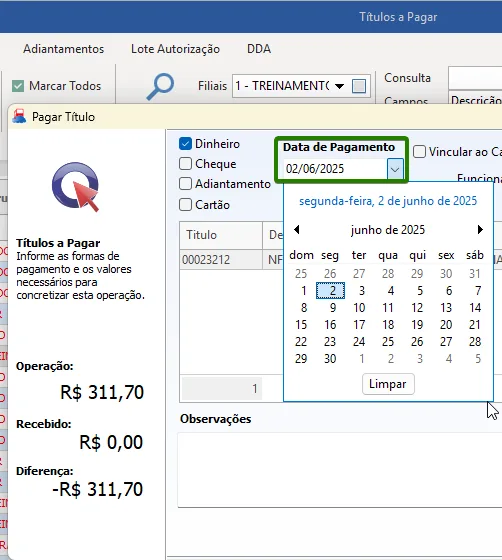 Títulos a Pagar
Adiantamentos Lote Autorização DDA
Marcar Todos Filiais 1 - TREINAMENTO Consulta
Campos Descrição
Pagar Título
Dinheiro
Cheque
Adiantamento
Cartão
Data de Pagamento
02/06/2025
Vincular ao Ca
Funciona
segunda-feira, 2 de junho de 2025
junho de 2025
dom seg ter qua qui sex sáb
25 26 27 28 29 30 31
1 2 3 4 5 6 7
8 9 10 11 12 13 14
15 16 17 18 19 20 21
22 23 24 25 26 27 28
29 30 1 2 3 4 5
Limpar
Titulo De
00023212 NF
1
Títulos a Pagar
Informe as formas de
pagamento e os valores
necessários para
concretizar esta operação.
Operação:
R$ 311,70
Recebido:
R$ 0,00
Diferença:
-R$ 311,70
Observações